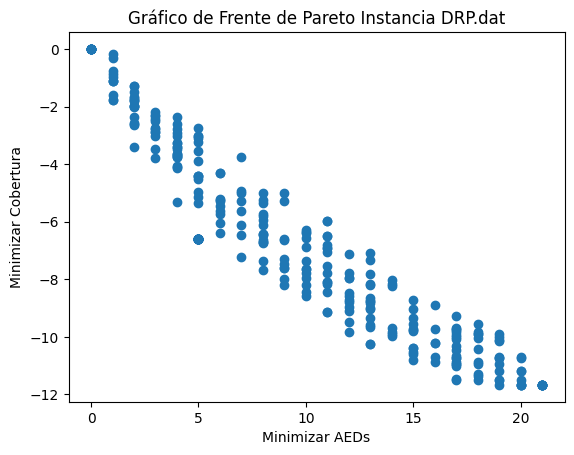 Gráfico de Frente de Pareto Instancia DRP.dat
Minimizar Cobertura
0
−2
−4
−6
−8
−10
−12
0 5 10 15 20
Minimizar AEDs